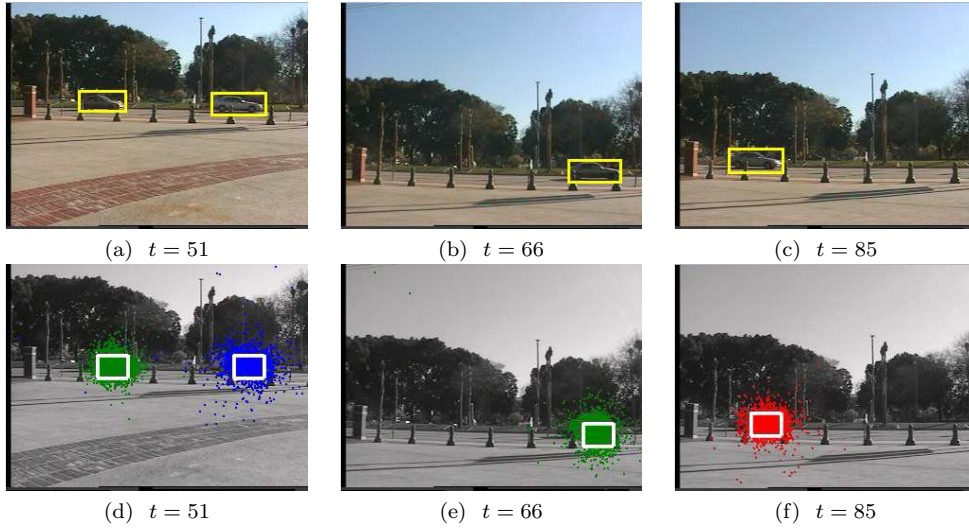 (a) t = 51
(b) t = 66
(c) t = 85
(d) t = 51
(e) t = 66
(f) t = 85